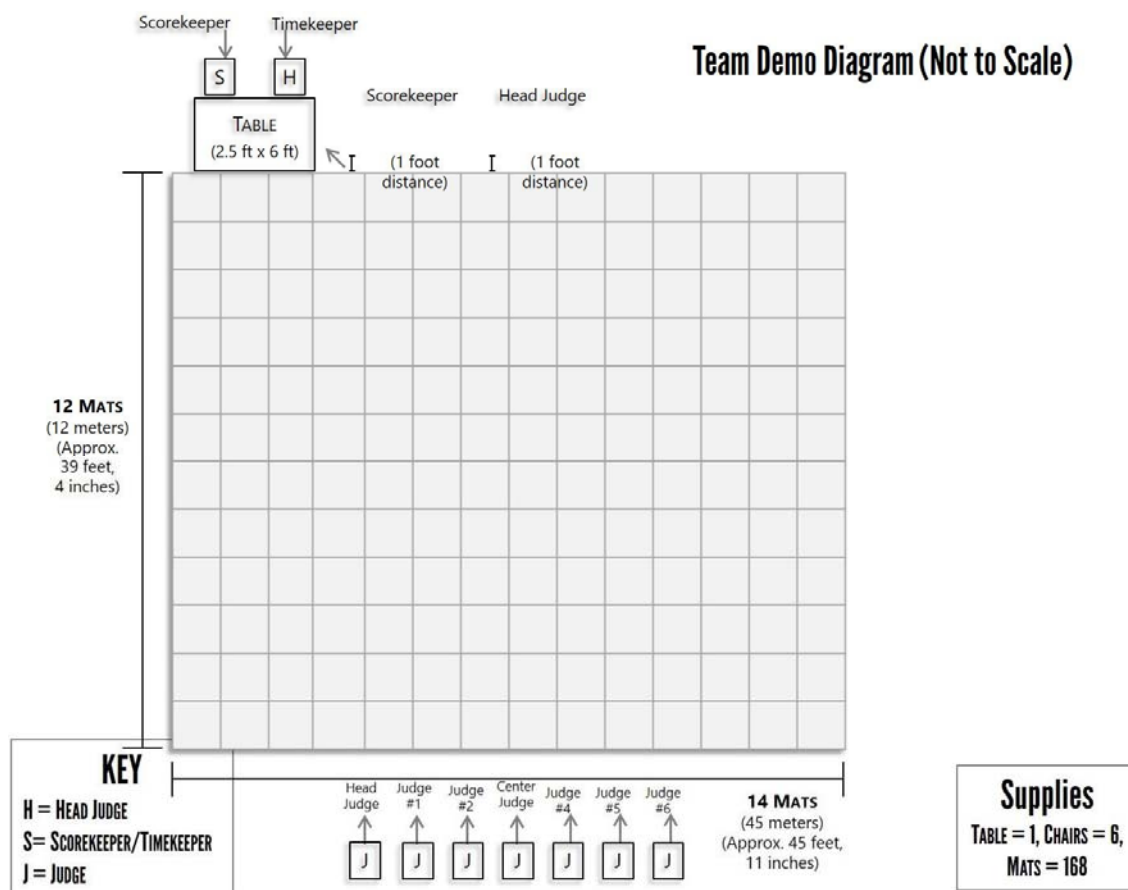 Scorekeeper
Timekeeper
Team Demo Diagram (Not to Scale)
S
H
Scorekeeper
Head Judge
TABLE
(2.5 ft x 6 ft)
(1 foot
distance)
(1 foot
distance)
12 MATS
(12 meters)
(Approx.
39 feet,
4 inches)
KEY
H = HEAD JUDGE
S= SCOREKEEPER/TIMEKEEPER
J = JUDGE
Head
Judge
Judge
#1
Judge
#2
Center
Judge
Judge
#4
Judge
#5
Judge
#6
J
J
J
J
J
J
J
14 MATS
(45 meters)
(Approx. 45 feet,
11 inches)
Supplies
TABLE = 1, CHAIRS = 6,
MATS = 168